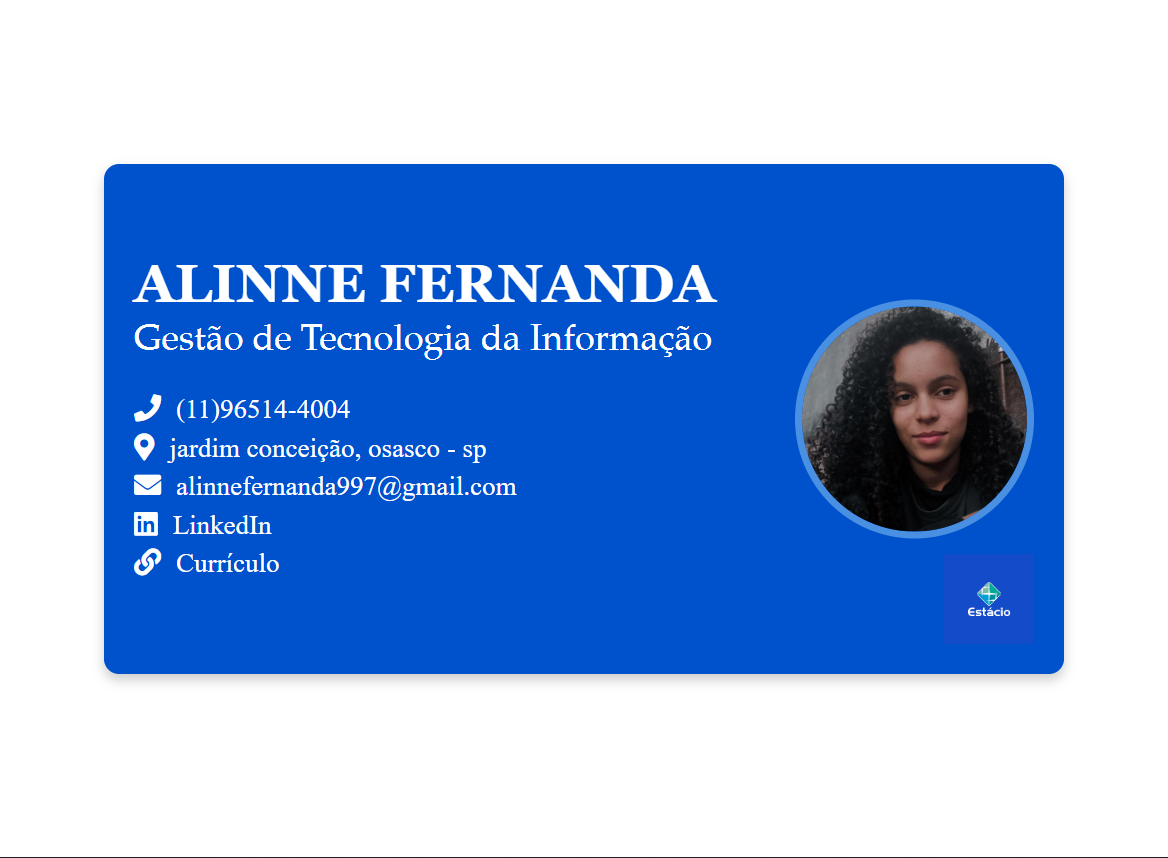 ALINNE FERNANDA
Gestão de Tecnologia da Informação
(11)96514-4004
jardim conceição, osasco - sp
alinnefernanda997@gmail.com
in LinkedIn
Currículo
Estácio